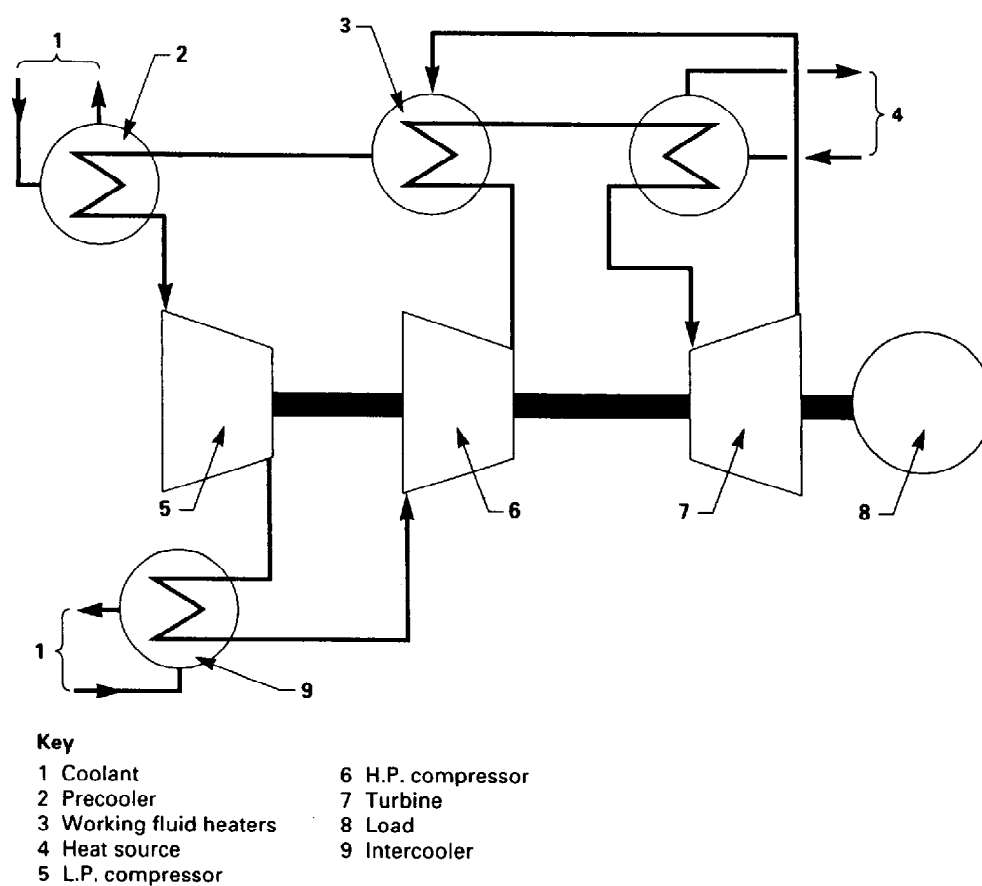 1
2
3
4
5
6
7
8
1
9
Key
1 Coolant
2 Precooler
3 Working fluid heaters
4 Heat source
5 L.P. compressor
6 H.P. compressor
7 Turbine
8 Load
9 Intercooler